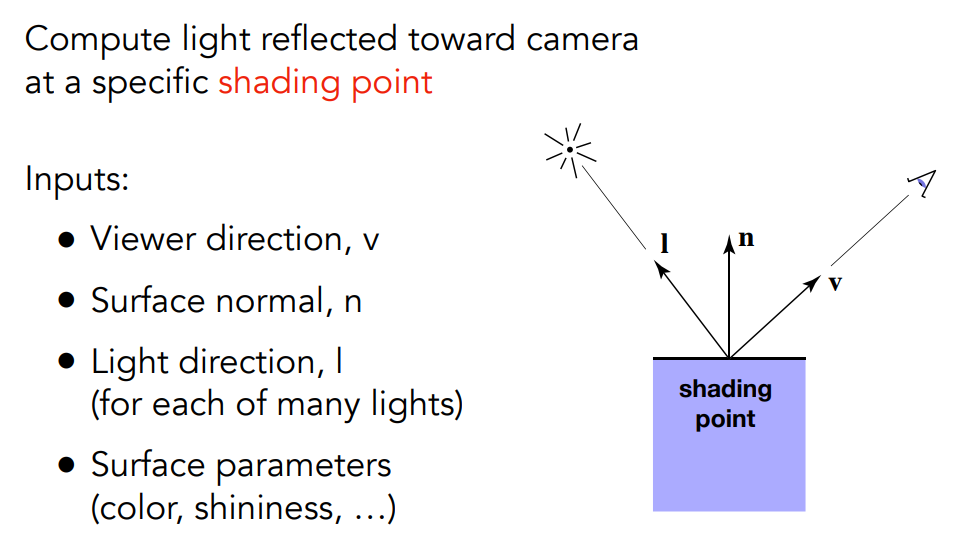 Compute light reflected toward camera
at a specific shading point
Inputs:
● Viewer direction, v
● Surface normal, n
● Light direction, l
(for each of many lights)
● Surface parameters
(color, shininess, …)
l
n
v
shading
point